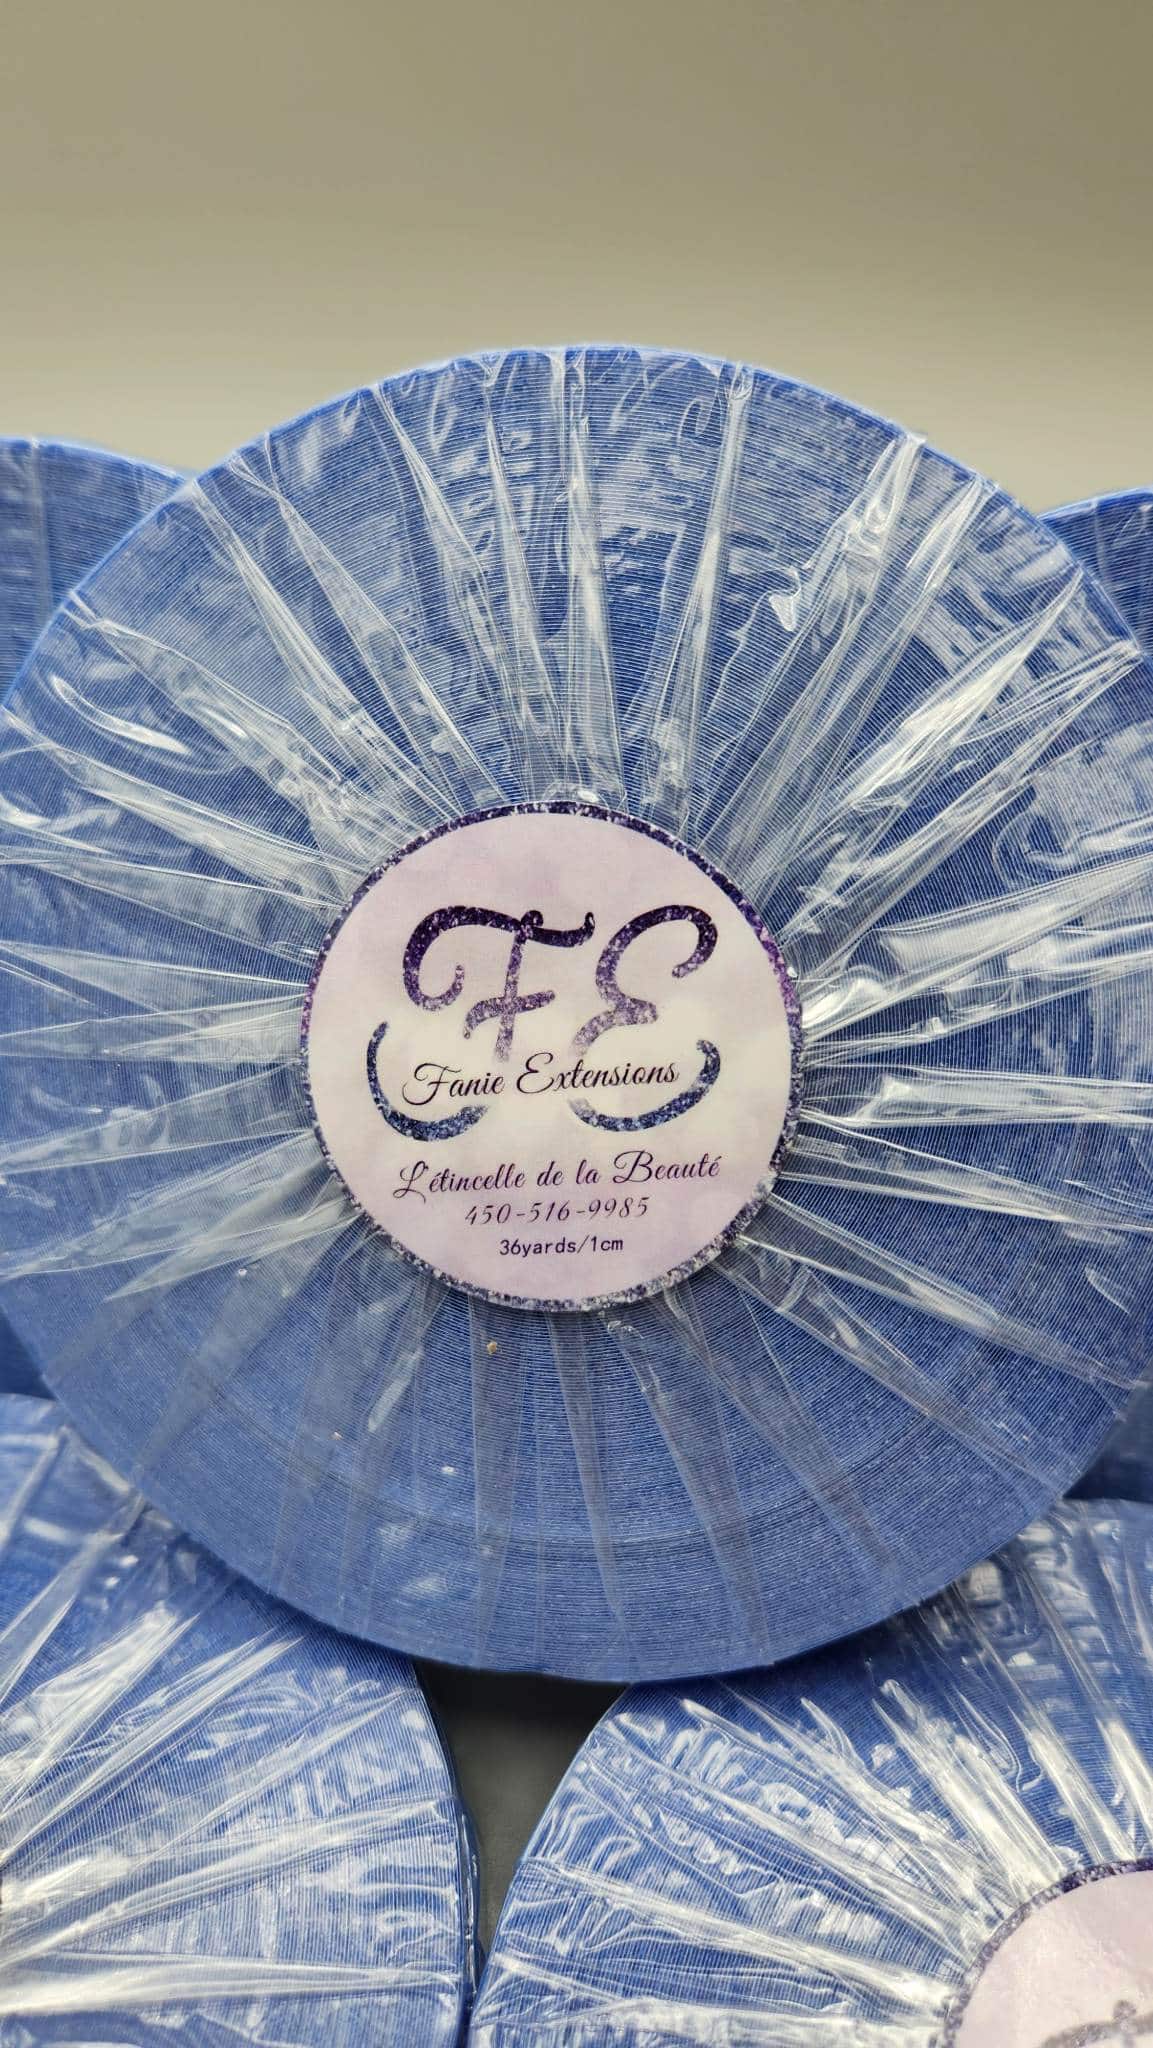 FE
Fanie Extensions
L'étincelle de la Beauté
450-516-9985
36yards/1cm